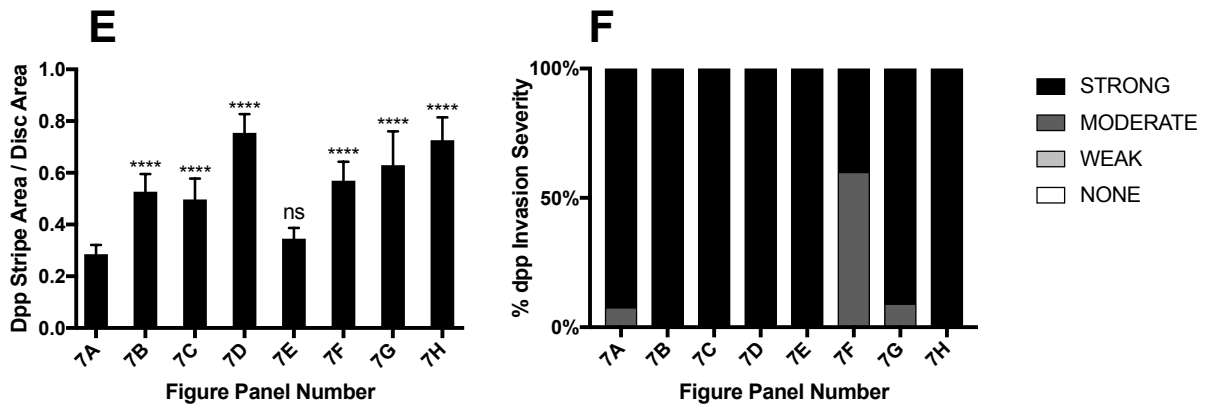 E
Dpp Stripe Area / Disc Area
1.0
0.8
0.6
0.4
0.2
0.0
****
****
****
ns
****
****
****
7A
7B
7C
7D
7E
7F
7G
7H
Figure Panel Number
F
% dpp Invasion Severity
100%
50%
0%
7A
7B
7C
7D
7E
7F
7G
7H
Figure Panel Number
STRONG
MODERATE
WEAK
NONE